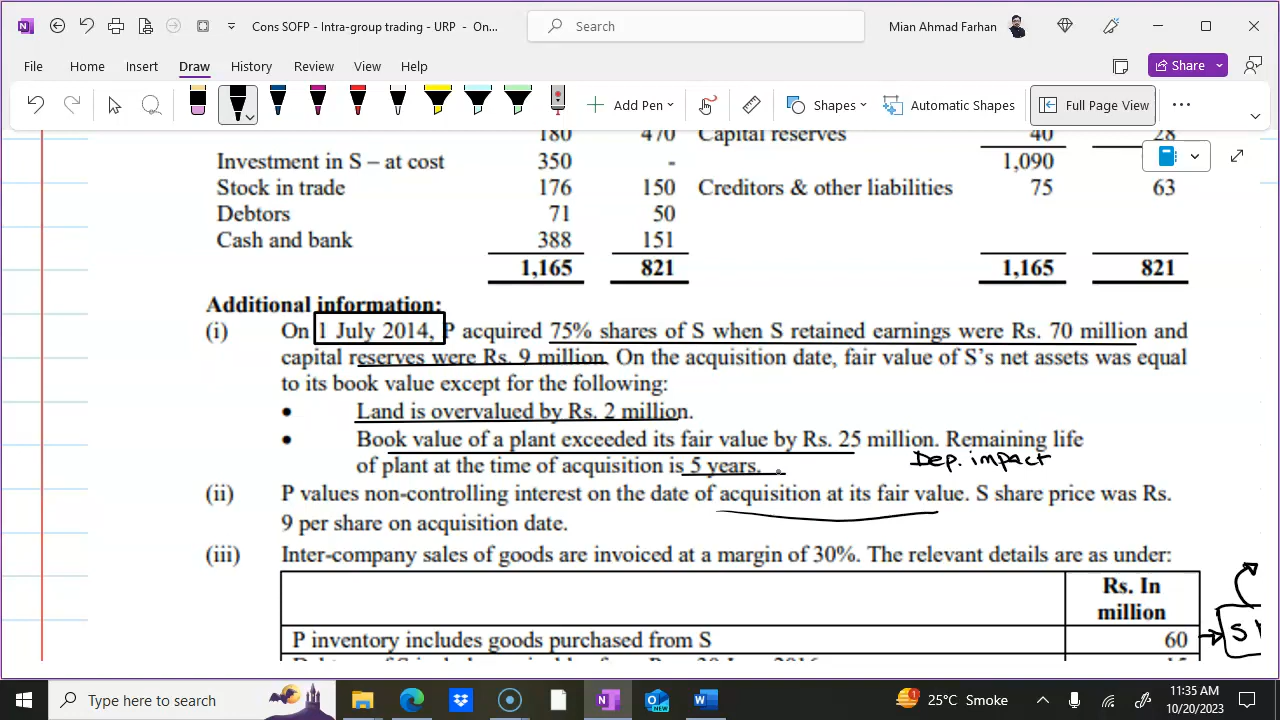 Cons SOFP - Intra-group trading - URP - On...
Search
Mian Ahmad Farhan
File Home Insert Draw History Review View Help
Share
Add Pen
Shapes
Automatic Shapes
Full Page View
180 470 Capital reserves 40 28
Investment in S – at cost 350 - 1,090
Stock in trade 176 150 Creditors & other liabilities 75 63
Debtors 71 50
Cash and bank 388 151
1,165 821 1,165 821
Additional information:
(i) On 1 July 2014, P acquired 75% shares of S when S retained earnings were Rs. 70 million and
capital reserves were Rs. 9 million. On the acquisition date, fair value of S's net assets was equal
to its book value except for the following:
• Land is overvalued by Rs. 2 million.
• Book value of a plant exceeded its fair value by Rs. 25 million. Remaining life
of plant at the time of acquisition is 5 years.
Dep. impact
(ii) P values non-controlling interest on the date of acquisition at its fair value. S share price was Rs.
9 per share on acquisition date.
(iii) Inter-company sales of goods are invoiced at a margin of 30%. The relevant details are as under:
Rs. In
million
P inventory includes goods purchased from S 60
S
Type here to search
1
25°C Smoke
11:35 AM
10/20/2023